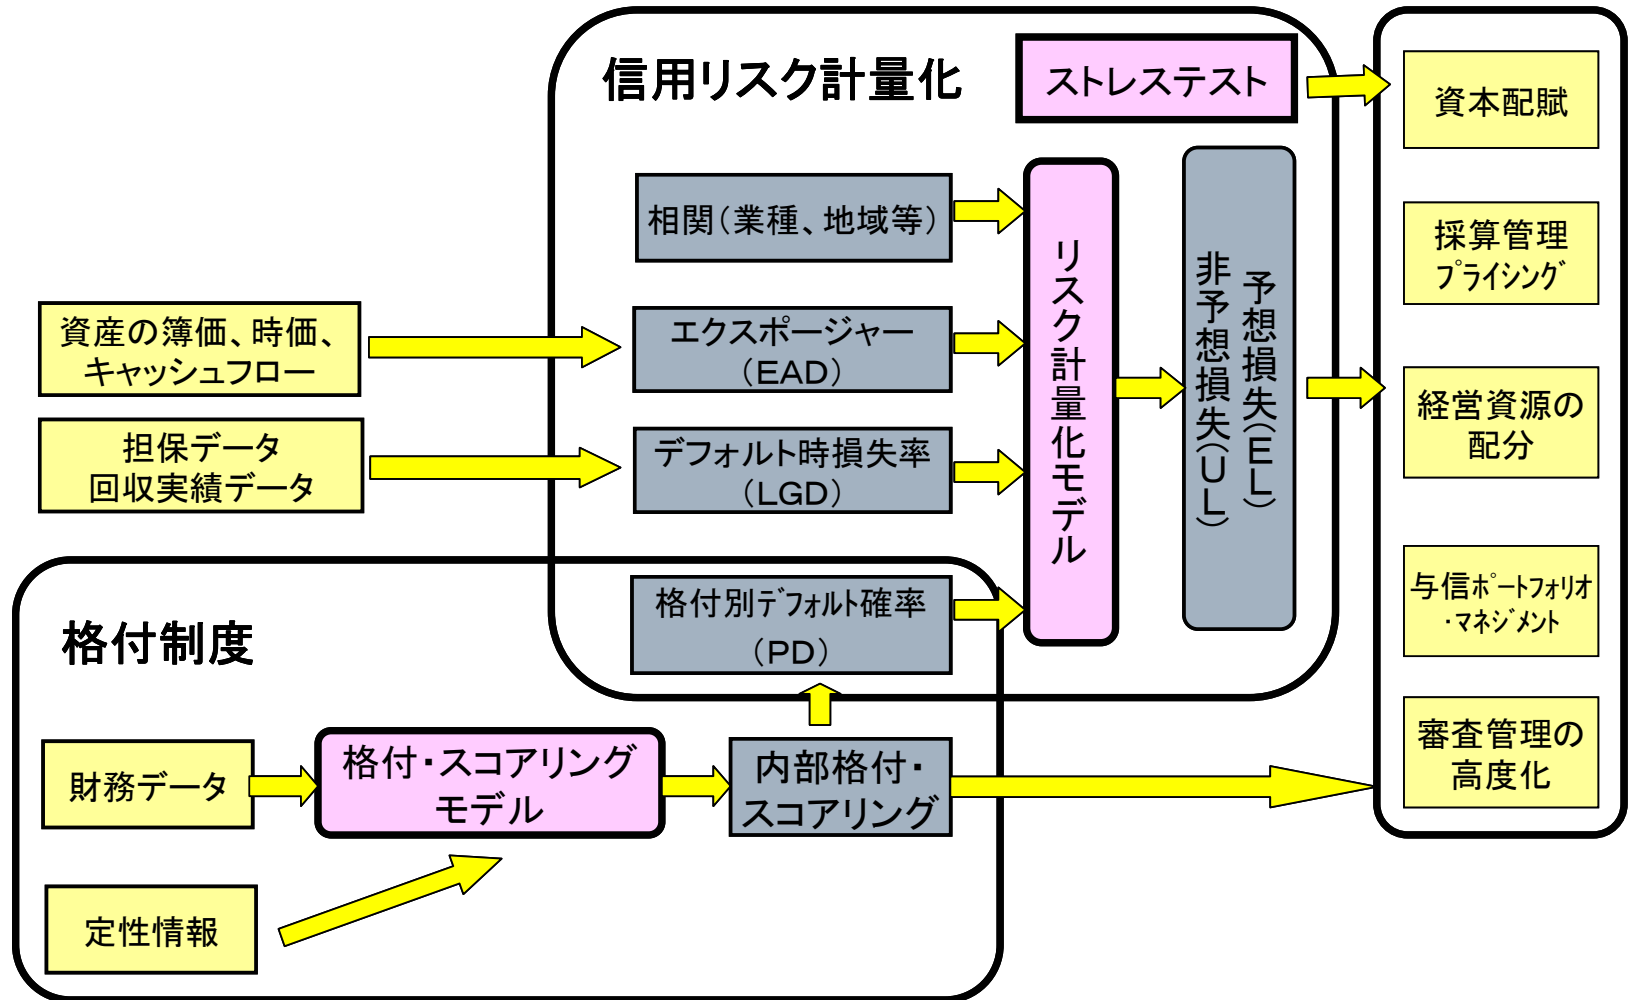 信用リスク計量化
ストレステスト
資本配賦
相関(業種、地域等)
採算管理
プライシング
資産の簿価、時価、
キャッシュフロー
エクスポージャー
(EAD)
リスク計量化モデル
予想損失(EL)
非予想損失(UL)
経営資源の
配分
担保データ
回収実績データ
デフォルト時損失率
(LGD)
格付制度
格付別デフォルト確率
(PD)
与信ポートフォリオ
・マネジメント
財務データ
格付・スコアリング
モデル
内部格付・
スコアリング
審査管理の
高度化
定性情報